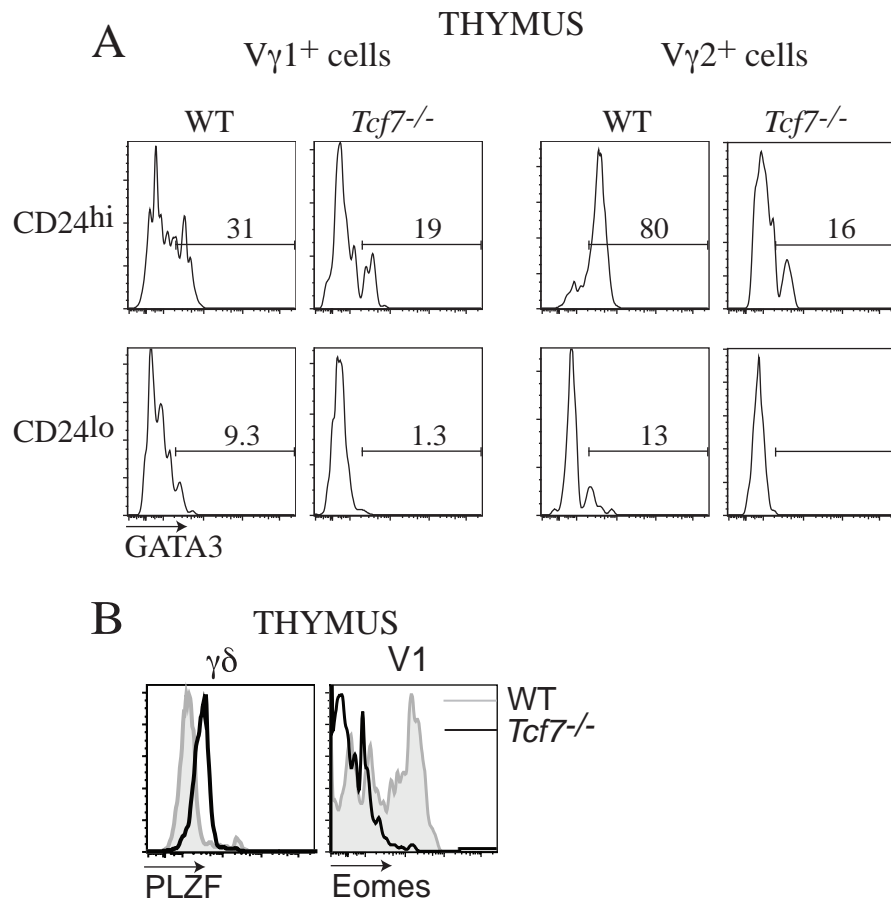 A THYMUS
Vγ1+ cells Vγ2+ cells
WT Tcf7-/- WT Tcf7-/-
CD24hi 31 19 80 16
CD24lo 9.3 1.3 13
GATA3
B THYMUS
γδ V1
WT
Tcf7-/-
PLZF Eomes